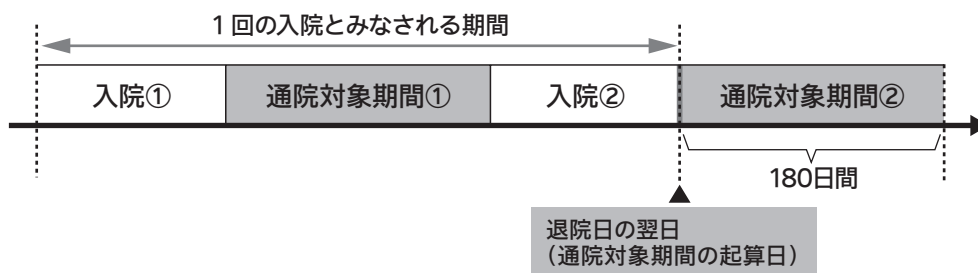 1回の入院とみなされる期間
入院①
通院対象期間①
入院②
通院対象期間②
180日間
退院日の翌日
（通院対象期間の起算日）